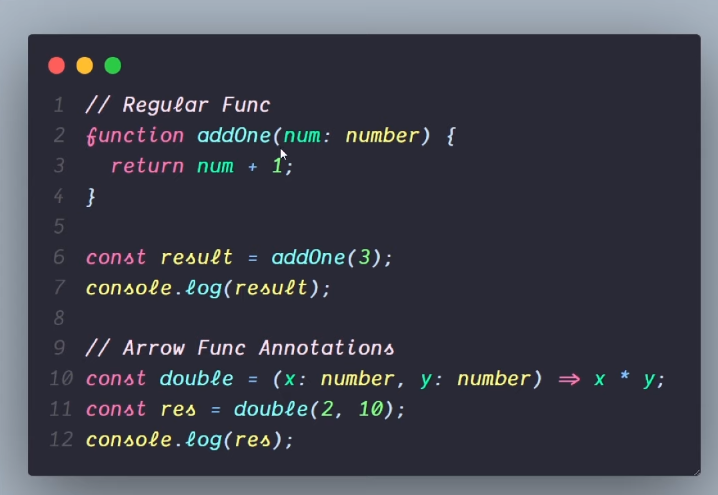 1 // Regular Func
2 function addOne(num: number) {
3   return num + 1;
4 }
5
6 const result = addOne(3);
7 console.log(result);
8
9 // Arrow Func Annotations
10 const double = (x: number, y: number) => x * y;
11 const res = double(2, 10);
12 console.log(res);